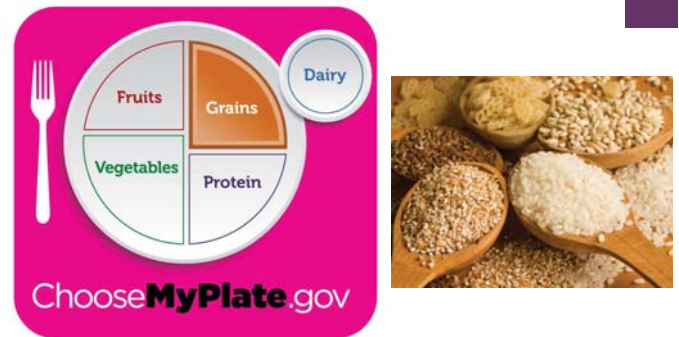 Fruits
Grains
Dairy
Vegetables
Protein
ChooseMyPlate.gov